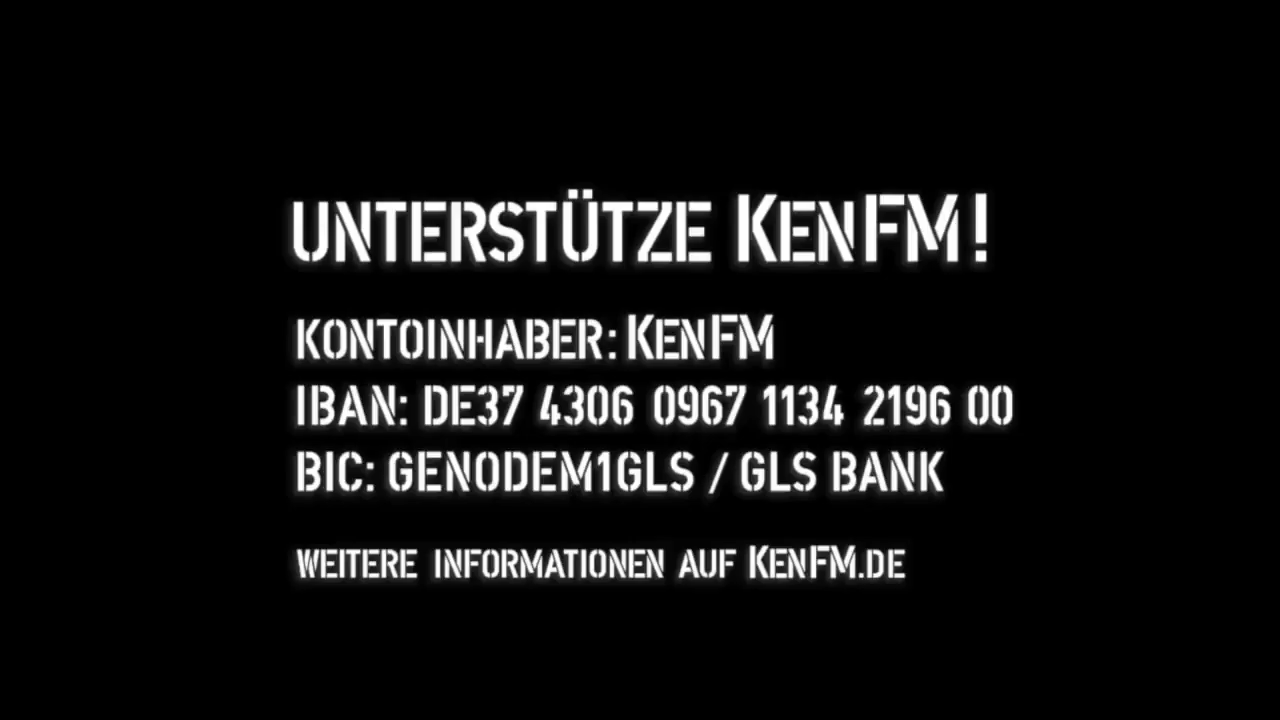 UNTERSTÜTZE KENFM!
KONTOINHABER: KENFM
IBAN: DE37 4306 0967 1134 2196 00
BIC: GENODEM1GLS / GLS BANK
WEITERE INFORMATIONEN AUF KENFM.DE